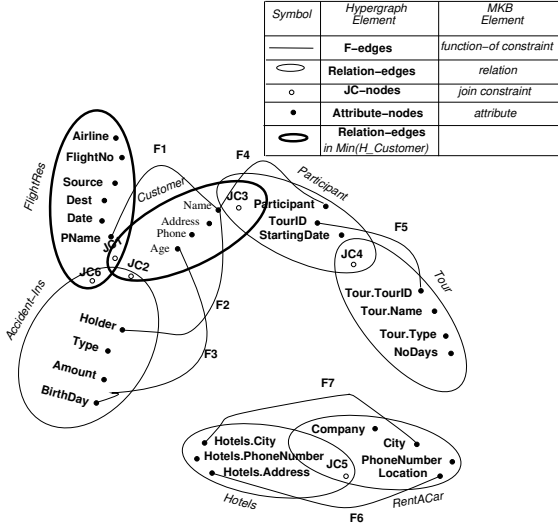 Symbol Hypergraph Element MKB Element
F-edges function-of constraint
Relation-edges relation
JC-nodes join constraint
Attribute-nodes attribute
Relation-edges in Min(H_Customer)
FlightRes
Airline
FlightNo
Source
Dest
Date
PName
JC1
F1
Customer
Name
Address
Phone
Age
JC2
JC6
F4
JC3
Participant
Participant
TourID
StartingDate
JC4
F5
Tour
Tour.TourID
Tour.Name
Tour.Type
NoDays
Accident-Ins
Holder
Type
Amount
BirthDay
F2
F3
F7
Hotels.City
Hotels.PhoneNumber
Hotels.Address
Hotels
JC5
Company
City
PhoneNumber
Location
RentACar
F6